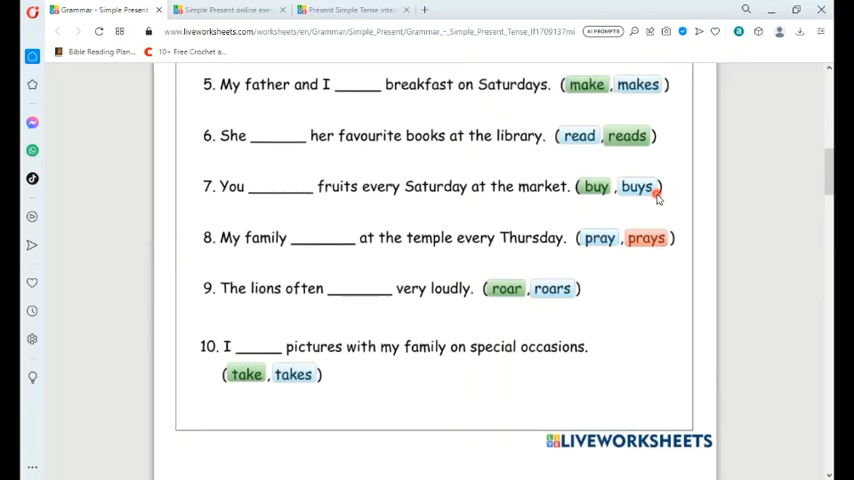 Grammar - Simple Present
Simple Present online exer
Present Simple Tense inter
www.liveworksheets.com/worksheets/en/Grammar/Simple_Present/Grammar_-_Simple_Present_Tense_lf1709137mi
AI PROMPTS
Bible Reading Plan...
10+ Free Crochet a...
5. My father and I _____ breakfast on Saturdays. ( make , makes )
6. She ______ her favourite books at the library. ( read , reads )
7. You _______ fruits every Saturday at the market. ( buy , buys )
8. My family _______ at the temple every Thursday. ( pray , prays )
9. The lions often _______ very loudly. ( roar , roars )
10. I _____ pictures with my family on special occasions.
( take , takes )
LIVEWORKSHEETS